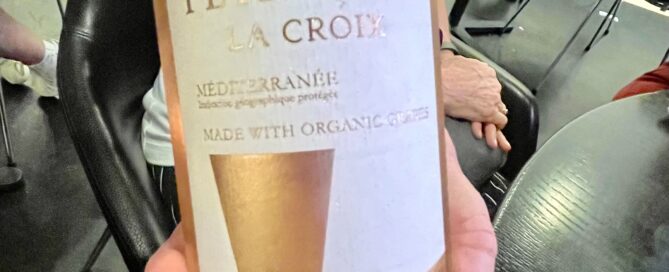 LA CROIX
MÉDITERRANÉE
Indication géographique protégée
MADE WITH ORGANIC GRAPES